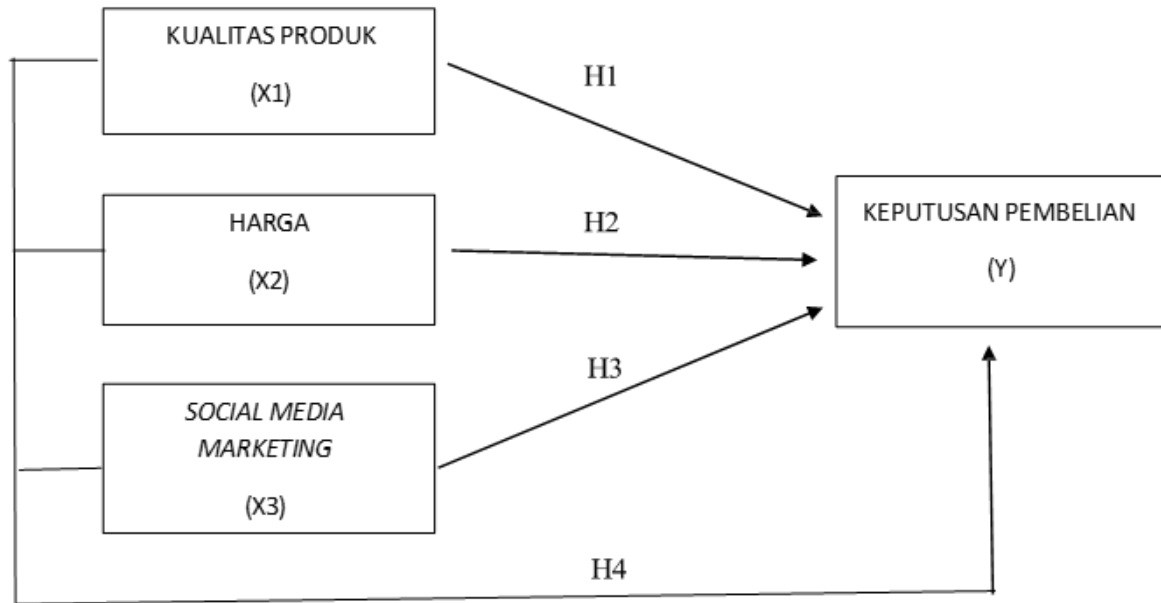 KUALITAS PRODUK
(X1)
H1
HARGA
(X2)
H2
KEPUTUSAN PEMBELIAN
(Y)
SOCIAL MEDIA
MARKETING
(X3)
H3
H4